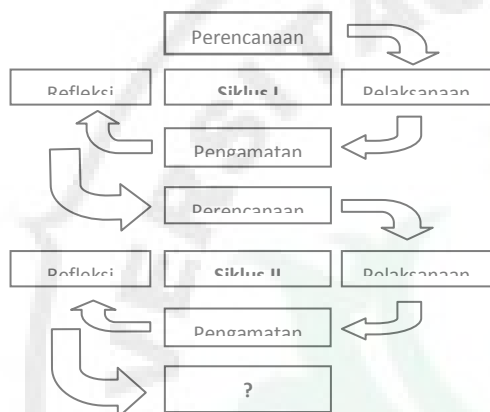 Perencanaan
Refleksi Siklus I Pelaksanaan
Pengamatan
Perencanaan
Refleksi Siklus II Pelaksanaan
Pengamatan
?